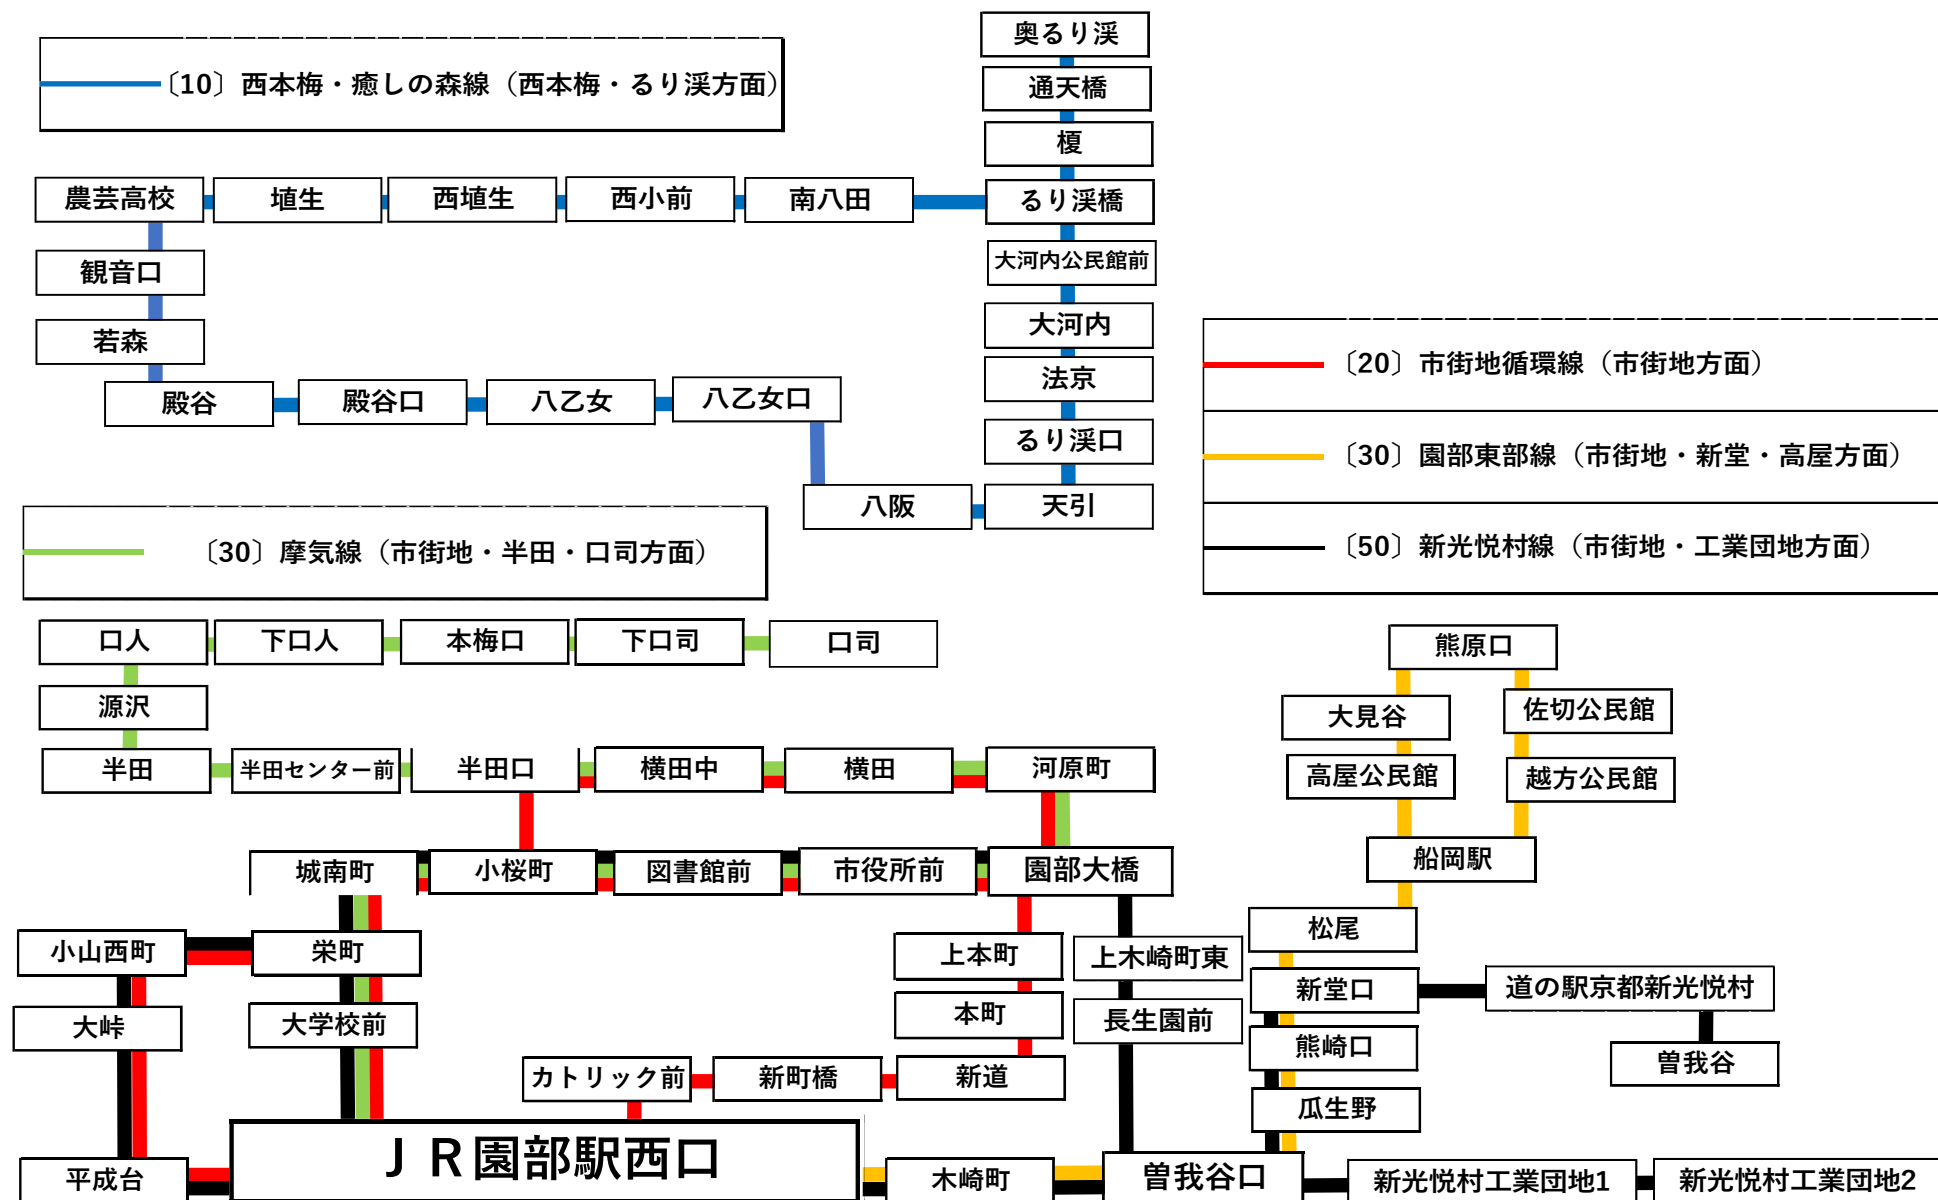 奥るり渓
〔10〕西本梅・癒しの森線（西本梅・るり渓方面）
通天橋
榎
農芸高校
埴生
西埴生
西小前
南八田
るり渓橋
観音口
大河内公民館前
若森
大河内
殿谷
殿谷口
八乙女
八乙女口
法京
るり渓口
八阪
天引
〔20〕市街地循環線（市街地方面）
〔30〕園部東部線（市街地・新堂・高屋方面）
〔50〕新光悦村線（市街地・工業団地方面）
〔30〕摩気線（市街地・半田・口司方面）
口人
下口人
本梅口
下口司
口司
源沢
半田
半田センター前
半田口
横田中
横田
河原町
熊原口
大見谷
佐切公民館
高屋公民館
越方公民館
船岡駅
城南町
小桜町
図書館前
市役所前
園部大橋
小山西町
栄町
上本町
上木崎町東
松尾
大峠
大学校前
本町
長生園前
新堂口
道の駅京都新光悦村
熊崎口
曽我谷
カトリック前
新町橋
新道
瓜生野
平成台
ＪＲ園部駅西口
木崎町
曽我谷口
新光悦村工業団地1
新光悦村工業団地2